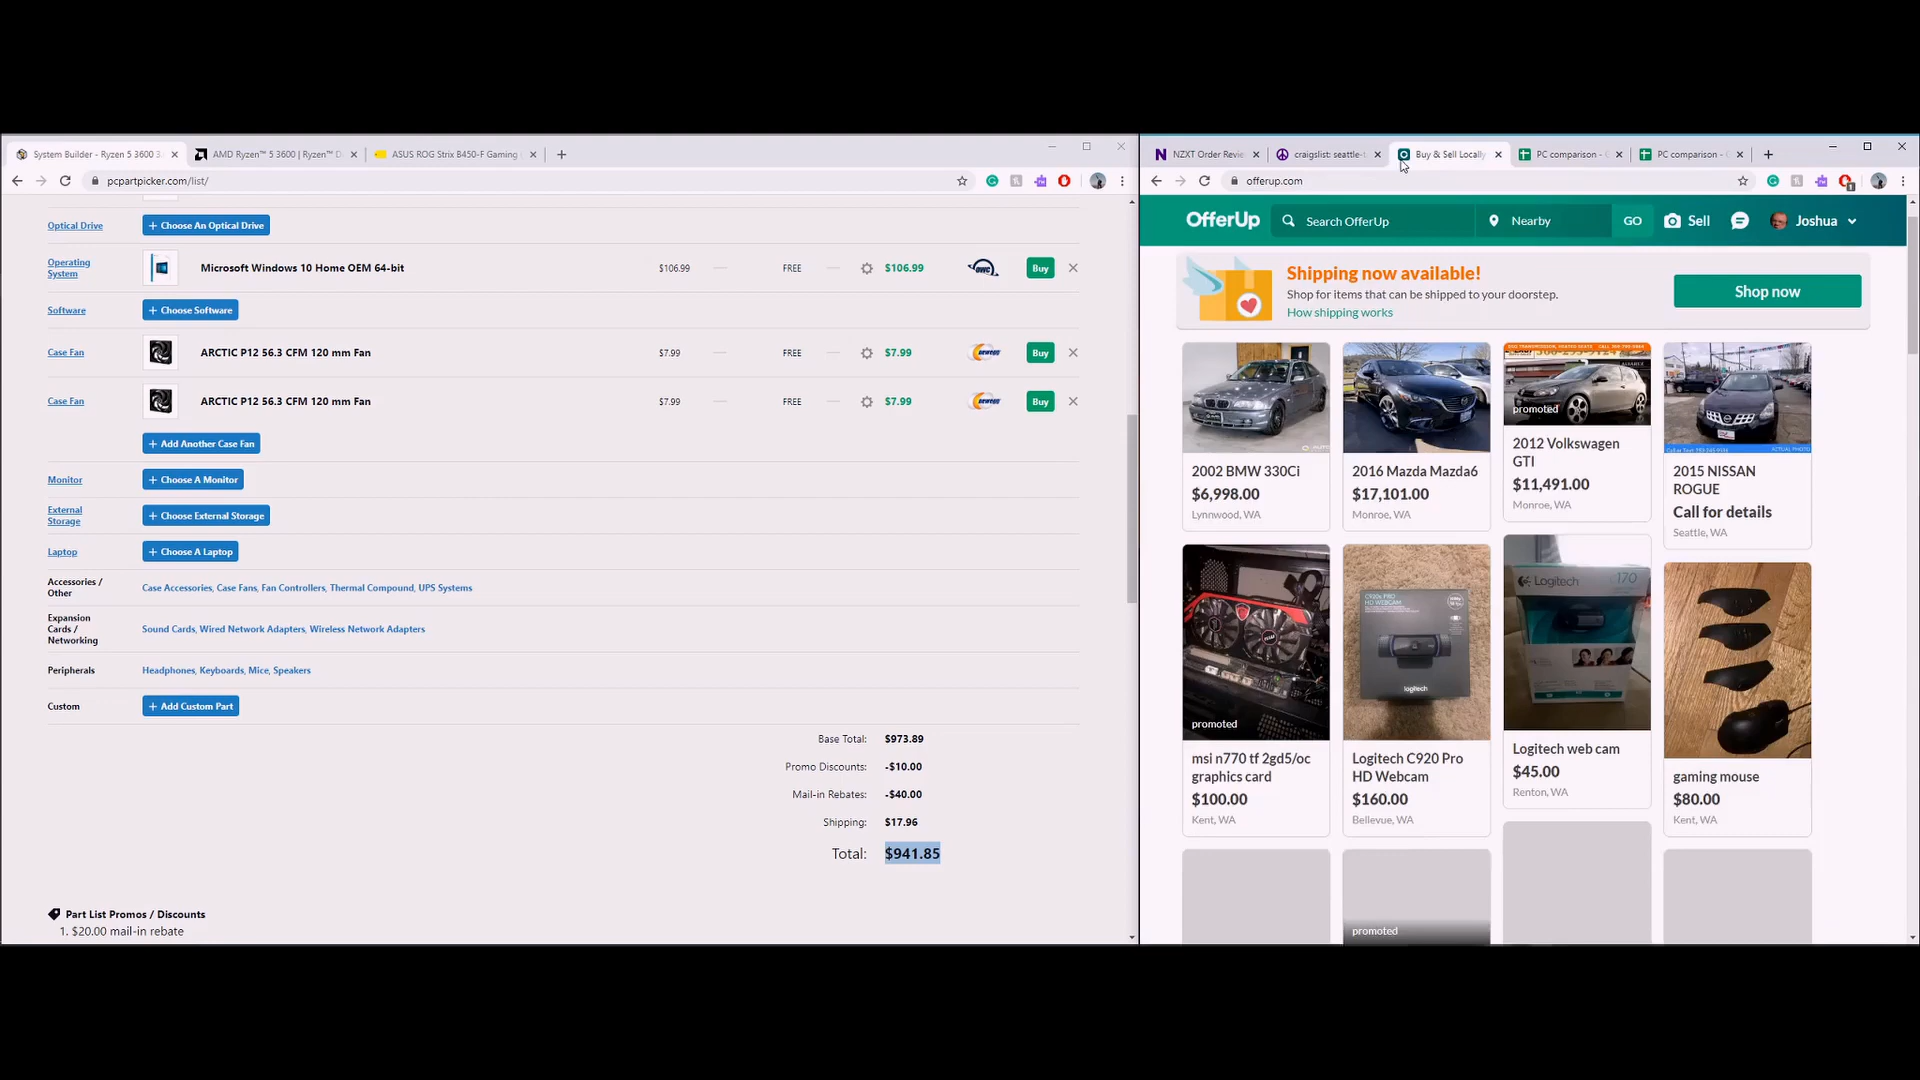 System Builder - Ryzen 5 3600 3.
AMD Ryzen™ 5 3600 | Ryzen™ D
ASUS ROG Strix B450-F Gaming
pcpartpicker.com/list/
Optical Drive
+ Choose An Optical Drive
Operating
System
Microsoft Windows 10 Home OEM 64-bit
$106.99
FREE
$106.99
OWC
Buy
Software
+ Choose Software
Case Fan
ARCTIC P12 56.3 CFM 120 mm Fan
$7.99
FREE
$7.99
newegg
Buy
Case Fan
ARCTIC P12 56.3 CFM 120 mm Fan
$7.99
FREE
$7.99
newegg
Buy
+ Add Another Case Fan
Monitor
+ Choose A Monitor
External
Storage
+ Choose External Storage
Laptop
+ Choose A Laptop
Accessories /
Other
Case Accessories, Case Fans, Fan Controllers, Thermal Compound, UPS Systems
Expansion
Cards /
Networking
Sound Cards, Wired Network Adapters, Wireless Network Adapters
Peripherals
Headphones, Keyboards, Mice, Speakers
Custom
+ Add Custom Part
Base Total: $973.89
Promo Discounts: -$10.00
Mail-in Rebates: -$40.00
Shipping: $17.96
Total: $941.85
Part List Promos / Discounts
1. $20.00 mail-in rebate
NZXT Order Revie
craigslist: seattle-t
Buy & Sell Locally
PC comparison - G
PC comparison - G
offerup.com
1
OfferUp
Search OfferUp
Nearby
GO
Sell
Joshua
Shipping now available!
Shop for items that can be shipped to your doorstep.
How shipping works
Shop now
2002 BMW 330Ci
$6,998.00
Lynnwood, WA
2016 Mazda Mazda6
$17,101.00
Monroe, WA
promoted
2012 Volkswagen
GTI
$11,491.00
Monroe, WA
ACTUAL PHOTO
2015 NISSAN
ROGUE
Call for details
Seattle, WA
promoted
msi n770 tf 2gd5/oc
graphics card
$100.00
Kent, WA
C920s PRO
HD WEBCAM
logitech
Logitech C920 Pro
HD Webcam
$160.00
Bellevue, WA
Logitech
C170
Logitech web cam
$45.00
Renton, WA
gaming mouse
$80.00
Kent, WA
promoted